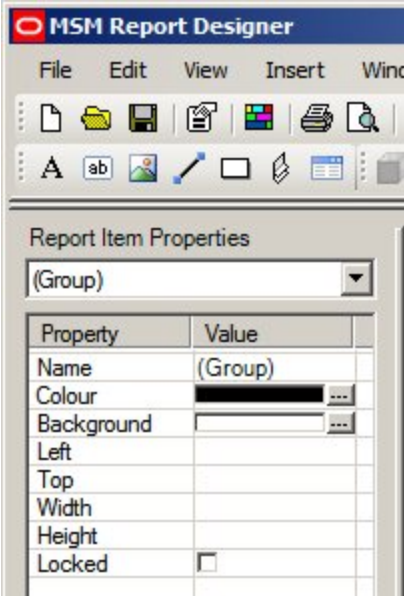 MSM Report Designer
File Edit View Insert
A ab
Report Item Properties
(Group)
Property Value
Name (Group)
Colour ...
Background ...
Left
Top
Width
Height
Locked